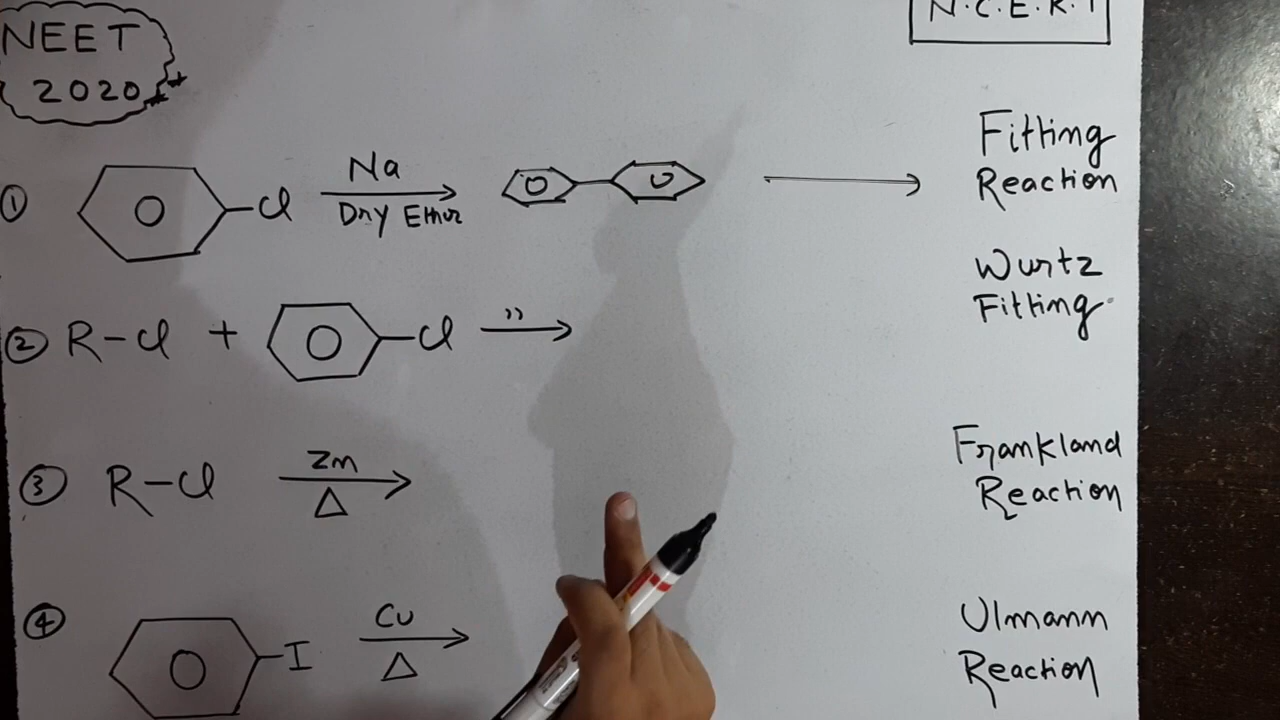 NEET
2020
N.C.E.R.T
① Cl Na Dry Ether
Fitting
Reaction
② R-Cl + Cl ''
Wurtz
Fitting
③ R-Cl Zn Δ
Frankland
Reaction
④ I Cu Δ
Ulmann
Reaction